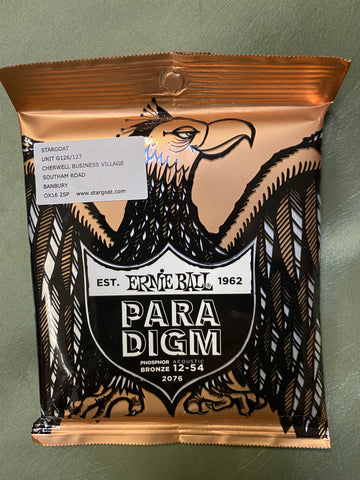 STARGOAT
UNIT G126/127
CHERWELL BUSINESS VILLAGE
SOUTHAM ROAD
BANBURY
OX16 2SP www.stargoat.com
EST. ERNIE BALL 1962
PARA
DIGM
PHOSPHOR ACOUSTIC
BRONZE 12-54
2076